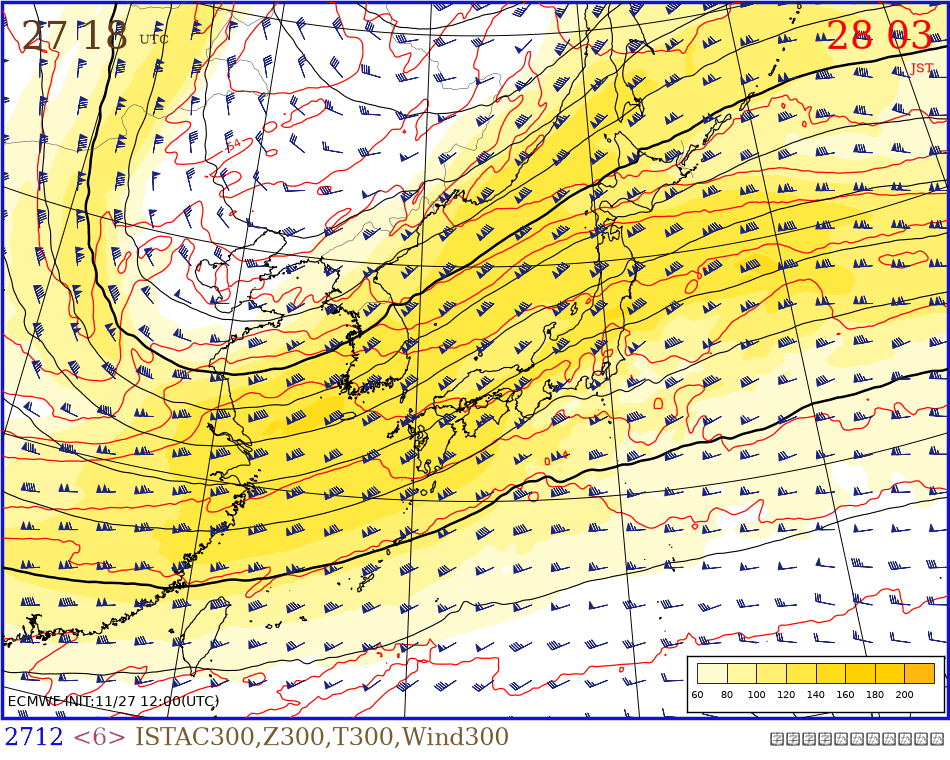 27 18 UTC
28 03
JST
-54
60 80 100 120 140 160 180 200
ECMWF INIT:11/27 12:00(UTC)
2712 <6> ISTAC300,Z300,T300,Wind300